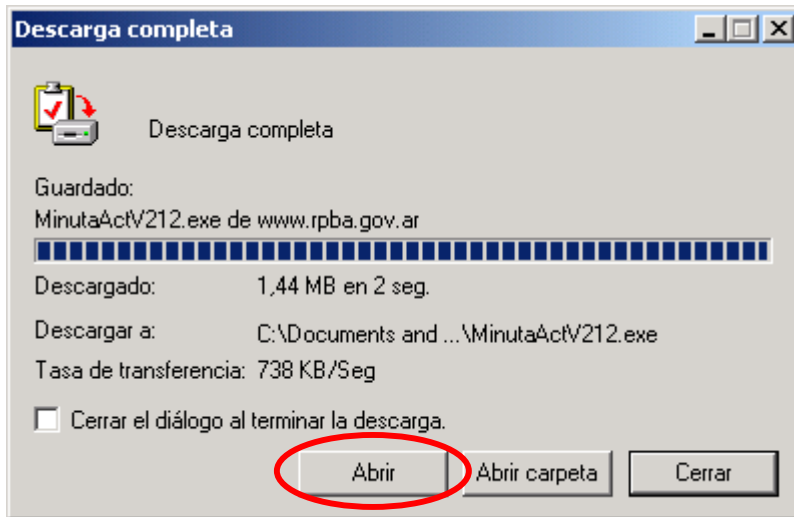 Descarga completa
Descarga completa
Guardado:
MinutaActV212.exe de www.rpba.gov.ar
Descargado: 1,44 MB en 2 seg.
Descargar a: C:\Documents and ...\MinutaActV212.exe
Tasa de transferencia: 738 KB/Seg
Cerrar el diálogo al terminar la descarga.
Abrir Abrir carpeta Cerrar